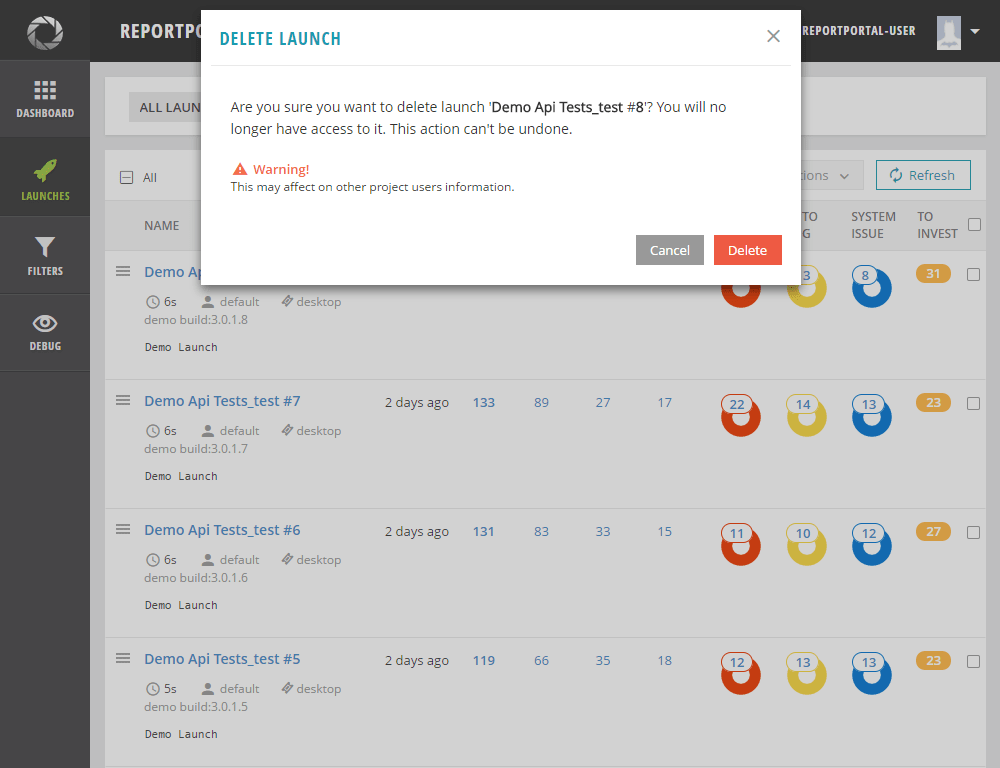 REPORTPO
DELETE LAUNCH
REPORTPORTAL-USER
Are you sure you want to delete launch 'Demo Api Tests_test #8'? You will no
longer have access to it. This action can't be undone.
Warning!
This may affect on other project users information.
Cancel
Delete
DASHBOARD
LAUNCHES
FILTERS
DEBUG
ALL LAUN
All
ions
Refresh
NAME
TO
G
SYSTEM
ISSUE
TO
INVEST
Demo Ap
3
8
31
6s default desktop
demo build:3.0.1.8
Demo Launch
Demo Api Tests_test #7 2 days ago 133 89 27 17 22 14 13 23
6s default desktop
demo build:3.0.1.7
Demo Launch
Demo Api Tests_test #6 2 days ago 131 83 33 15 11 10 12 27
6s default desktop
demo build:3.0.1.6
Demo Launch
Demo Api Tests_test #5 2 days ago 119 66 35 18 12 13 13 23
5s default desktop
demo build:3.0.1.5
Demo Launch